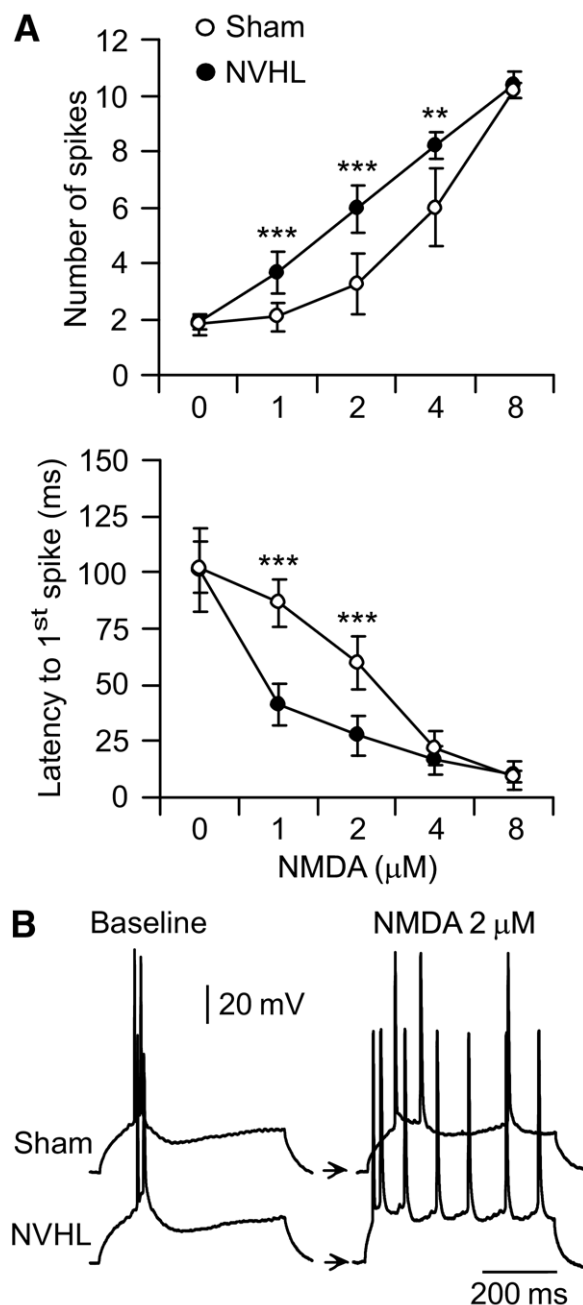 A
Sham
NVHL
Number of spikes
12
10
8
6
4
2
0
***
***
**
0 1 2 4 8
Latency to 1st spike (ms)
150
125
100
75
50
25
0
***
***
0 1 2 4 8
NMDA (μM)
B
Baseline NMDA 2 μM
20 mV
Sham
NVHL
200 ms